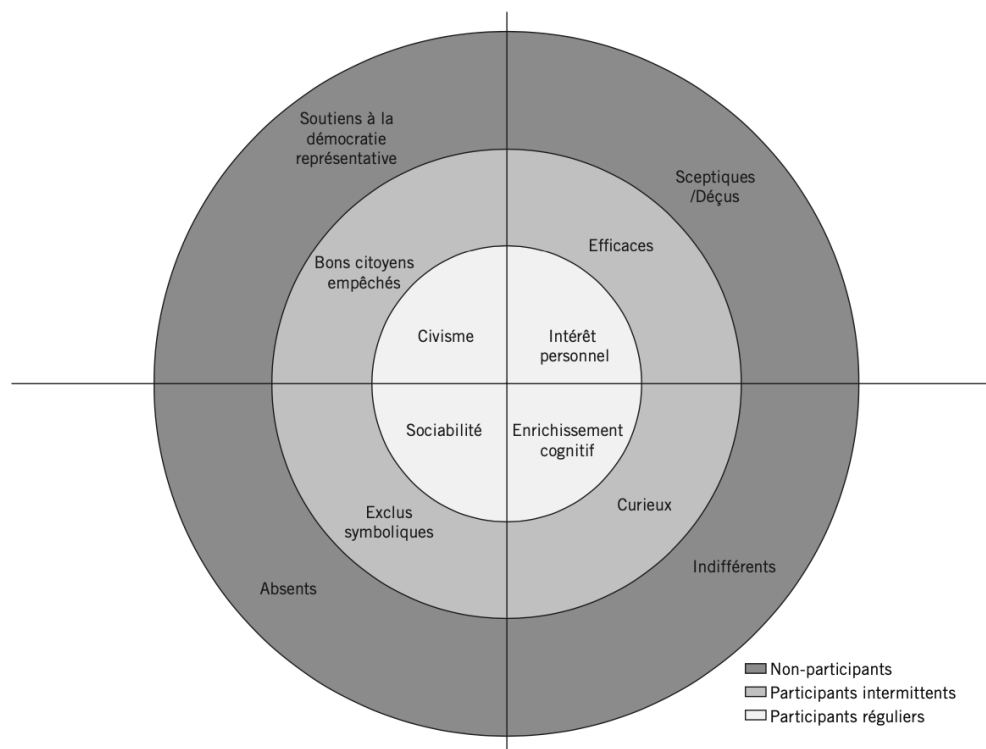 Soutiens à la
démocratie
représentative
Sceptiques
/Déçus
Efficaces
Bons citoyens
empêchés
Civisme
Intérêt
personnel
Sociabilité
Enrichissement
cognitif
Curieux
Exclus
symboliques
Absents
Indifférents
Non-participants
Participants intermittents
Participants réguliers